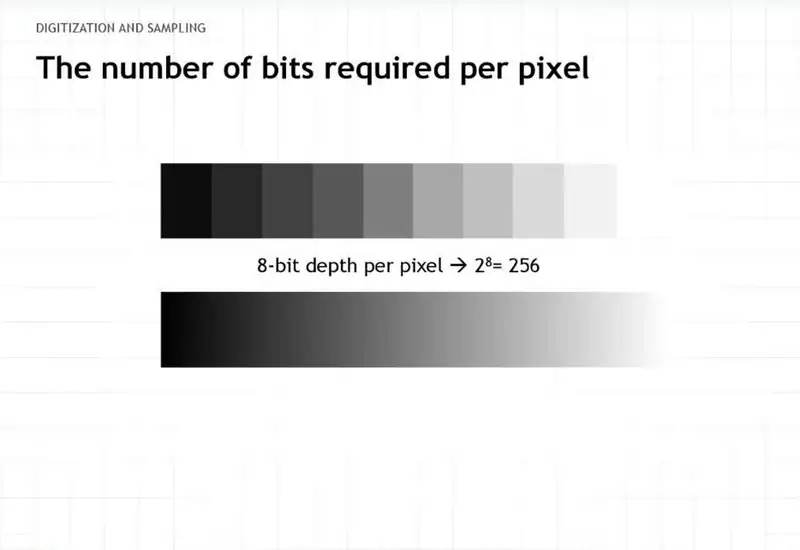 DIGITIZATION AND SAMPLING
The number of bits required per pixel
8-bit depth per pixel → 2⁸= 256